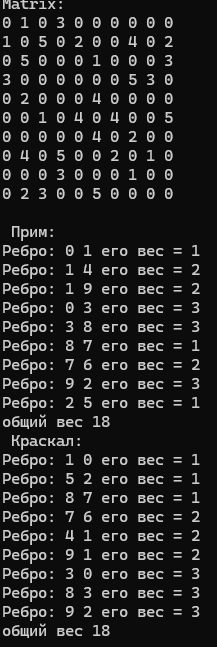 Matrix:
0 1 0 3 0 0 0 0 0 0
1 0 5 0 2 0 0 4 0 2
0 5 0 0 0 1 0 0 0 3
3 0 0 0 0 0 0 5 3 0
0 2 0 0 0 4 0 0 0 0
0 0 1 0 4 0 4 0 0 5
0 0 0 0 0 4 0 2 0 0
0 4 0 5 0 0 2 0 1 0
0 0 0 3 0 0 0 1 0 0
0 2 3 0 0 5 0 0 0 0
Прим:
Ребро: 0 1 его вес = 1
Ребро: 1 4 его вес = 2
Ребро: 1 9 его вес = 2
Ребро: 0 3 его вес = 3
Ребро: 3 8 его вес = 3
Ребро: 8 7 его вес = 1
Ребро: 7 6 его вес = 2
Ребро: 9 2 его вес = 3
Ребро: 2 5 его вес = 1
общий вес 18
Краскал:
Ребро: 1 0 его вес = 1
Ребро: 5 2 его вес = 1
Ребро: 8 7 его вес = 1
Ребро: 7 6 его вес = 2
Ребро: 4 1 его вес = 2
Ребро: 9 1 его вес = 2
Ребро: 3 0 его вес = 3
Ребро: 8 3 его вес = 3
Ребро: 9 2 его вес = 3
общий вес 18